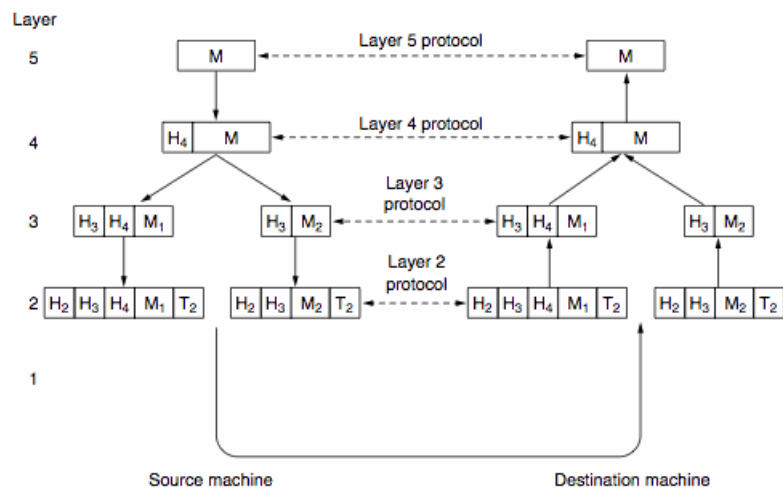 Layer
5 M Layer 5 protocol M
4 H₄ M Layer 4 protocol H₄ M
Layer 3
protocol
3 H₃ H₄ M₁ H₃ M₂ H₃ H₄ M₁ H₃ M₂
Layer 2
protocol
2 H₂ H₃ H₄ M₁ T₂ H₂ H₃ M₂ T₂ H₂ H₃ H₄ M₁ T₂ H₂ H₃ M₂ T₂
1
Source machine Destination machine